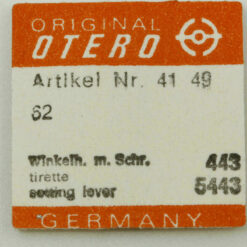 ORIGINAL
OTERO
Artikel Nr. 41 49
62
Winkelh. m. Schr. 443
tirette 5443
setting lever
GERMANY